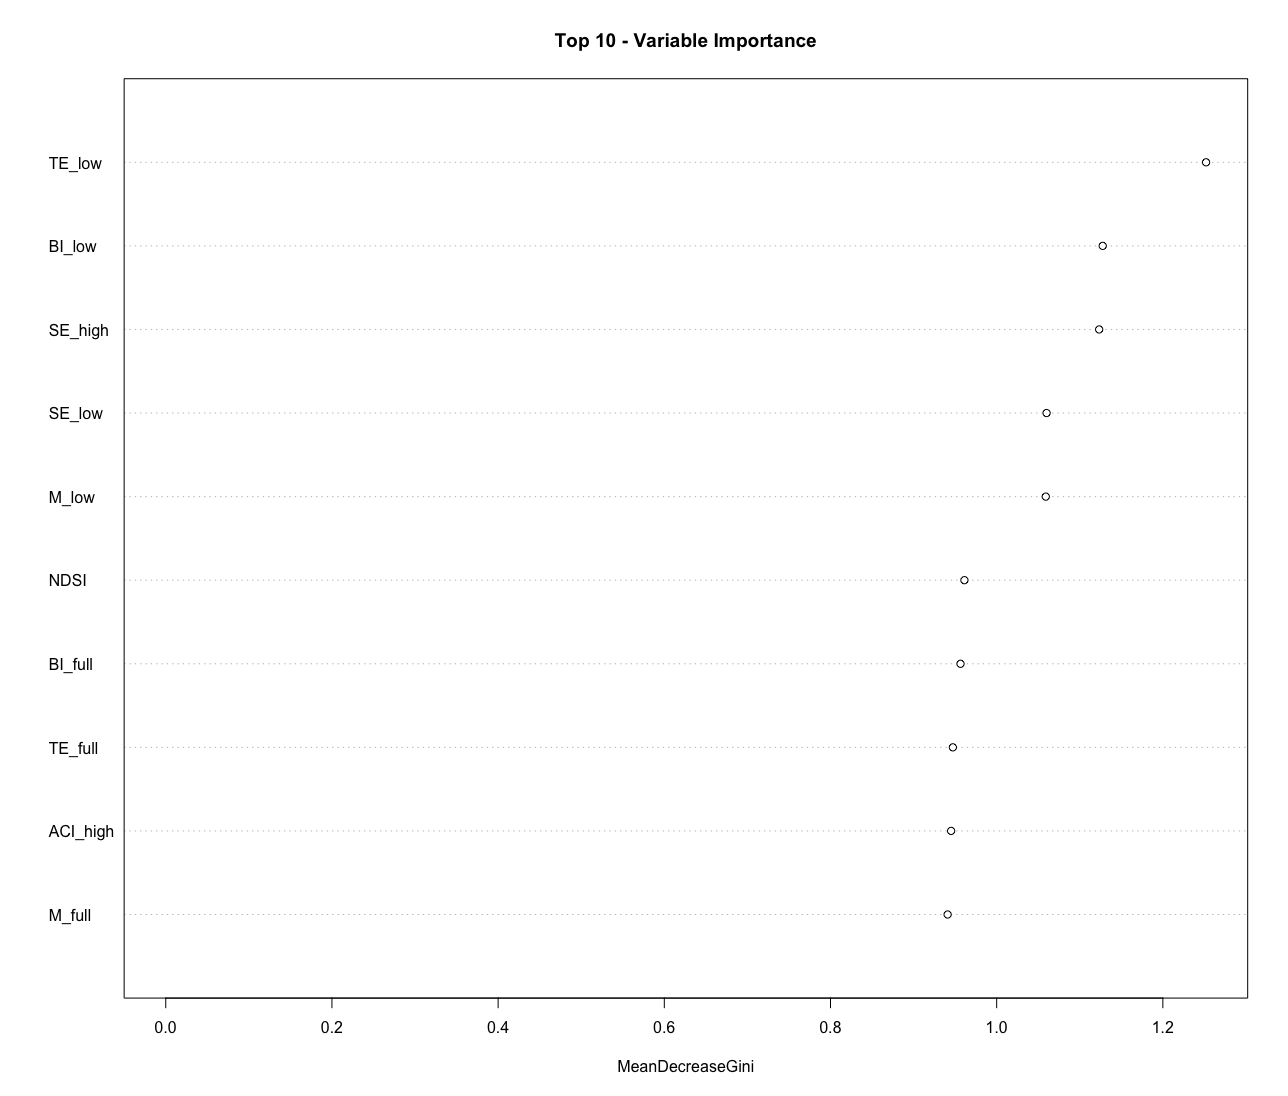 Top 10 - Variable Importance
TE_low
BI_low
SE_high
SE_low
M_low
NDSI
BI_full
TE_full
ACI_high
M_full
0.0 0.2 0.4 0.6 0.8 1.0 1.2
MeanDecreaseGini